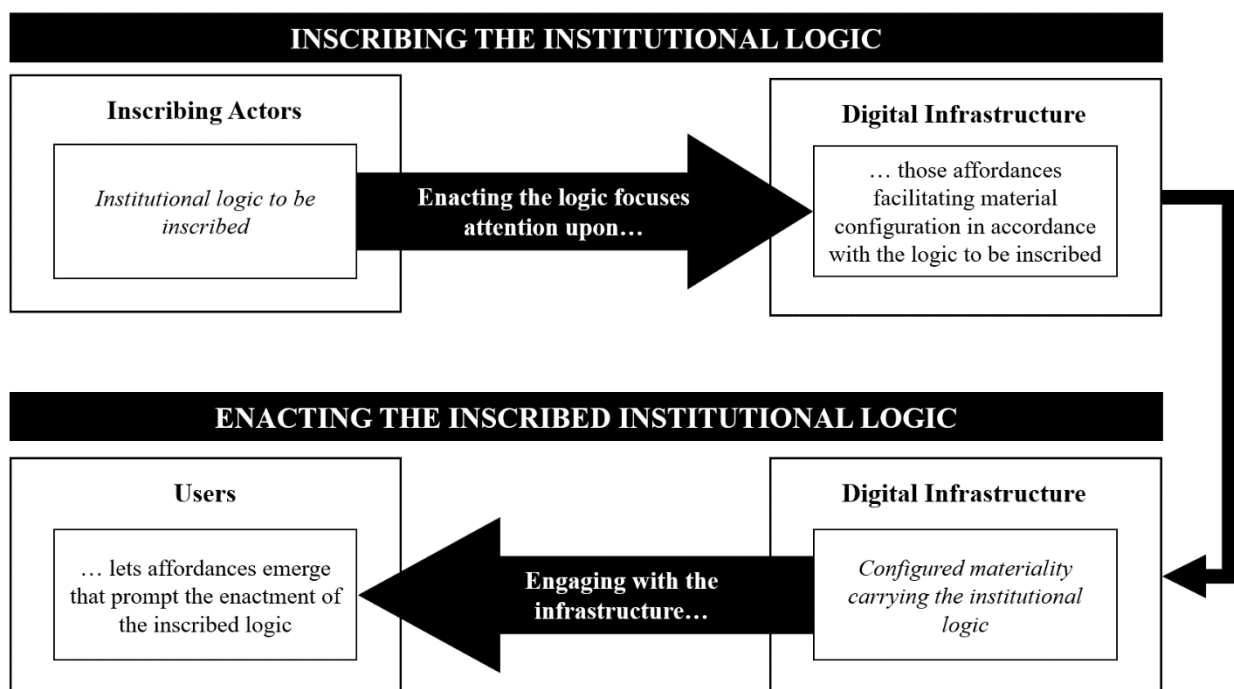 INSCRIBING THE INSTITUTIONAL LOGIC
Inscribing Actors
Institutional logic to be
inscribed
Enacting the logic focuses
attention upon…
Digital Infrastructure
… those affordances
facilitating material
configuration in accordance
with the logic to be inscribed
ENACTING THE INSCRIBED INSTITUTIONAL LOGIC
Users
… lets affordances emerge
that prompt the enactment of
the inscribed logic
Engaging with the
infrastructure…
Digital Infrastructure
Configured materiality
carrying the institutional
logic